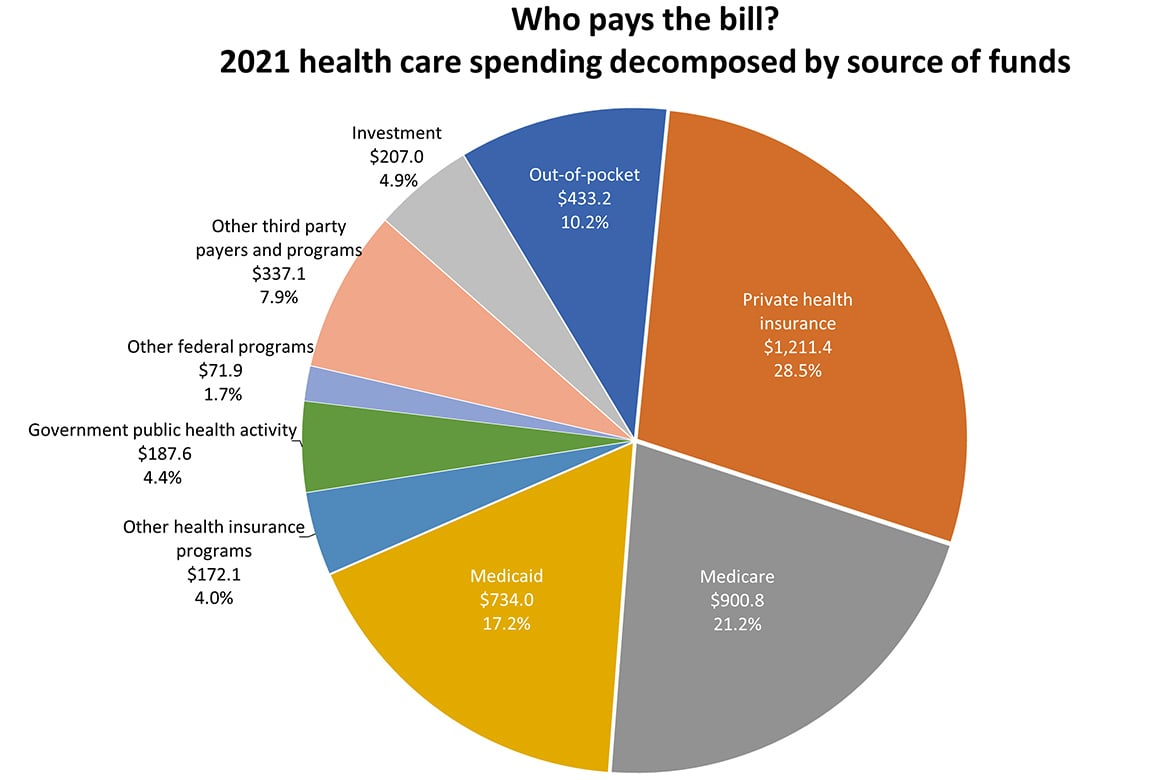 Who pays the bill?
2021 health care spending decomposed by source of funds
Investment
$207.0
4.9%
Out-of-pocket
$433.2
10.2%
Other third party
payers and programs
$337.1
7.9%
Private health
insurance
$1,211.4
28.5%
Other federal programs
$71.9
1.7%
Government public health activity
$187.6
4.4%
Other health insurance
programs
$172.1
4.0%
Medicaid
$734.0
17.2%
Medicare
$900.8
21.2%